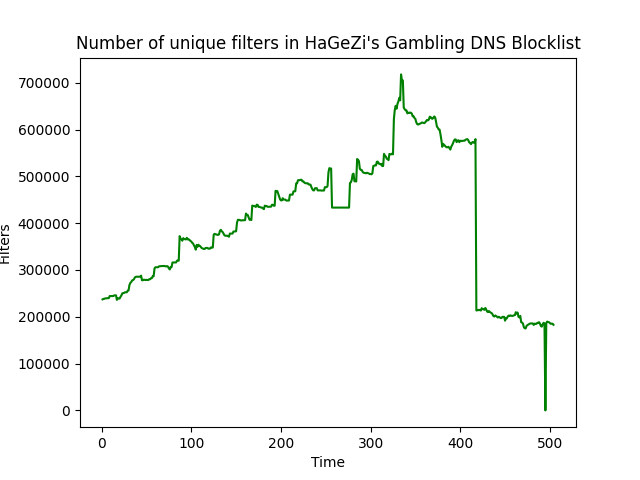 Number of unique filters in HaGeZi's Gambling DNS Blocklist
700000
600000
500000
400000
300000
200000
100000
0
Filters
0 100 200 300 400 500
Time